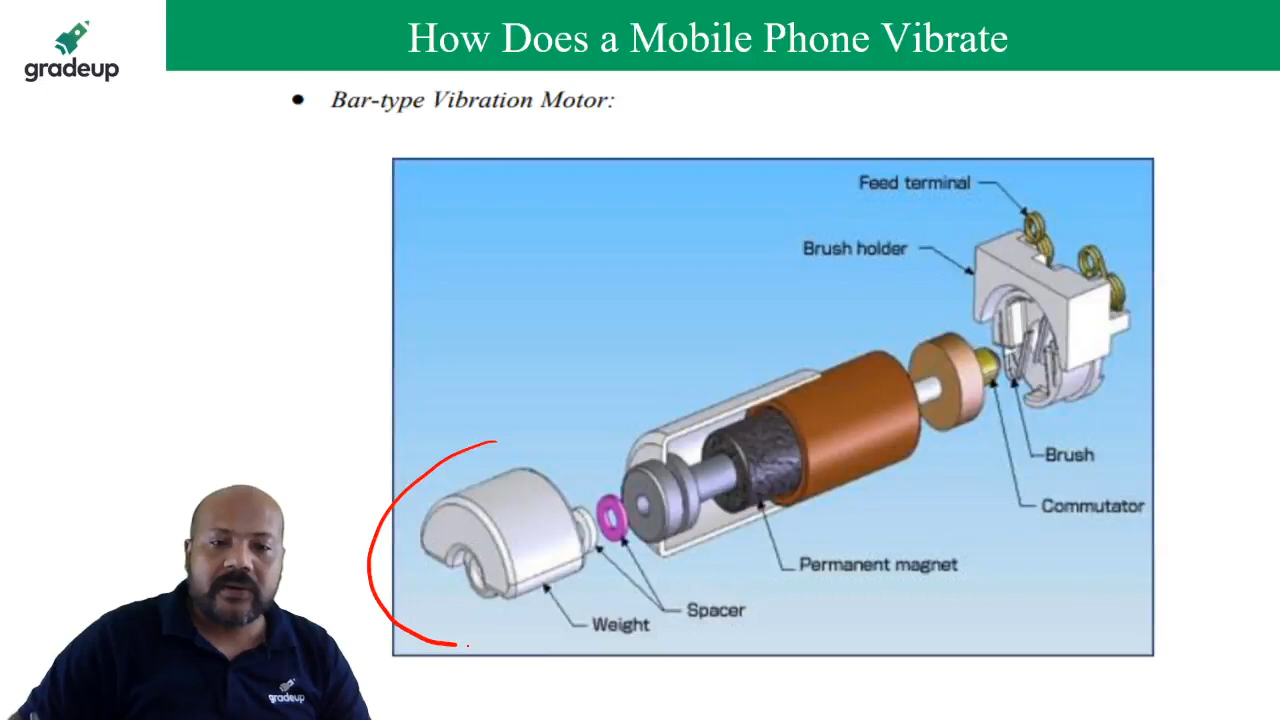 How Does a Mobile Phone Vibrate
gradeup
• Bar-type Vibration Motor:
Feed terminal
Brush holder
Brush
Commutator
Permanent magnet
Spacer
Weight
gradeup